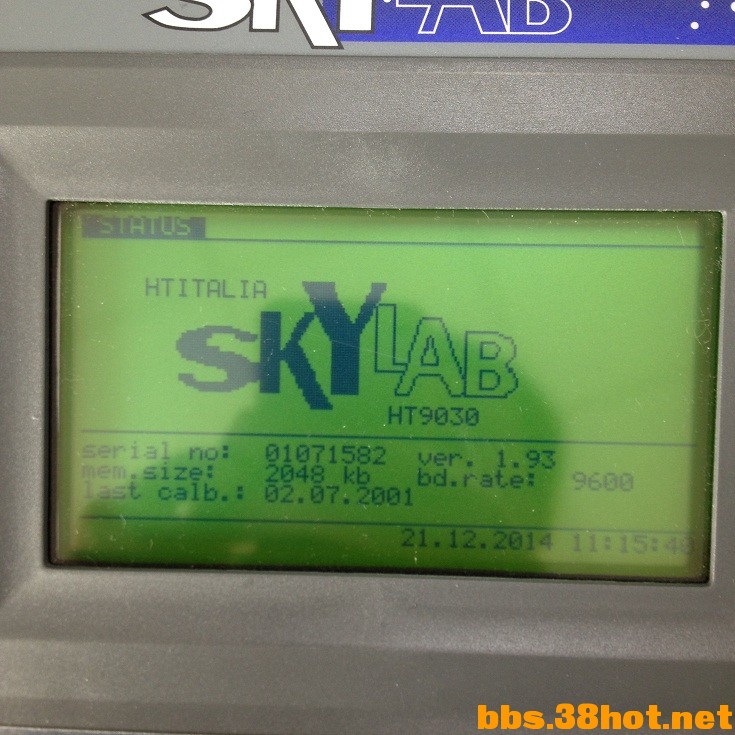 SKYLAB
STATUS
HTITALIA
SKYLAB
HT9030
serial no: 01071582 ver. 1.93
mem.size: 2048 kb bd.rate: 9600
last calb.: 02.07.2001
21.12.2014 11:15:40
bbs.38hot.net